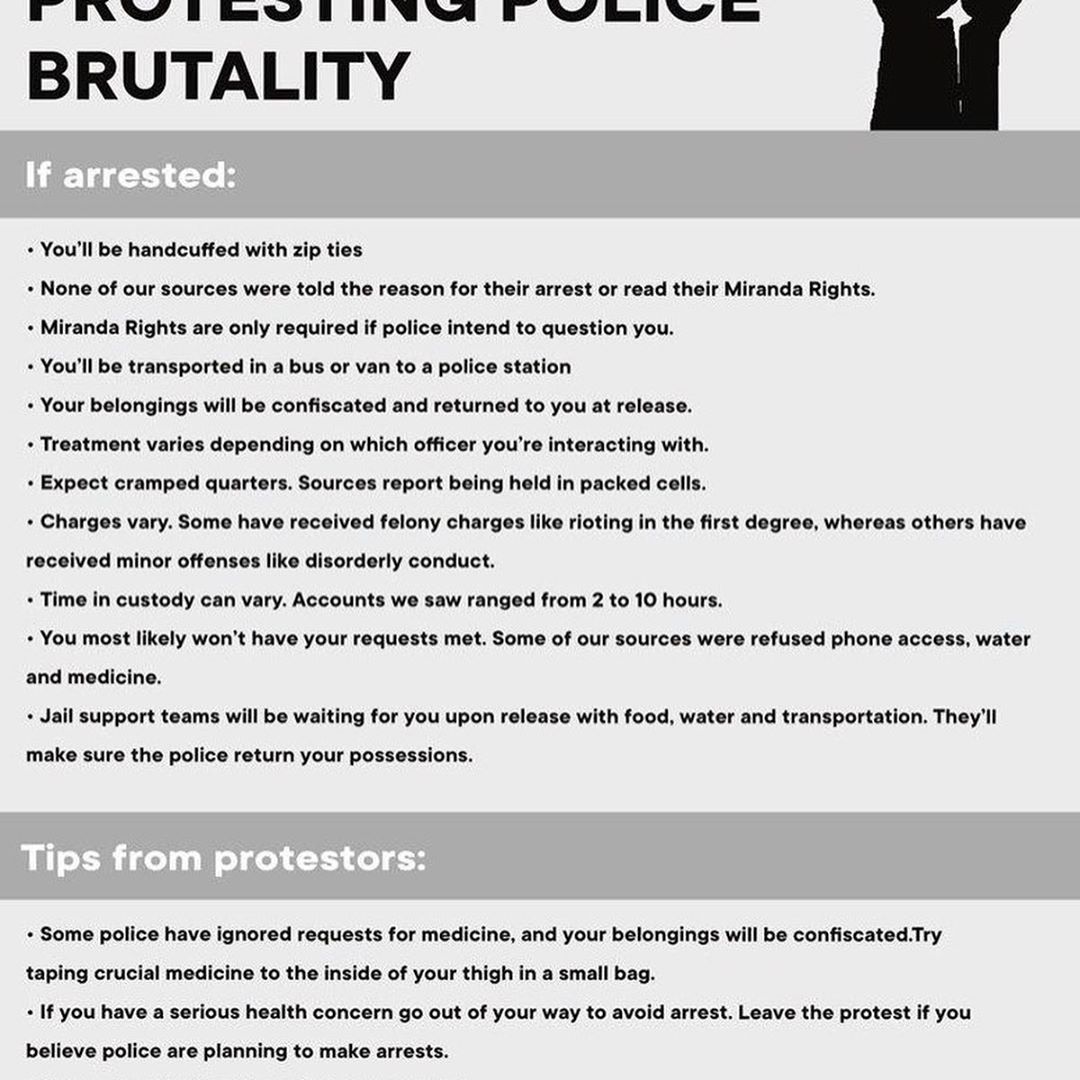 PROTESTING POLICE
BRUTALITY
If arrested:
• You’ll be handcuffed with zip ties
• None of our sources were told the reason for their arrest or read their Miranda Rights.
• Miranda Rights are only required if police intend to question you.
• You’ll be transported in a bus or van to a police station
• Your belongings will be confiscated and returned to you at release.
• Treatment varies depending on which officer you’re interacting with.
• Expect cramped quarters. Sources report being held in packed cells.
• Charges vary. Some have received felony charges like rioting in the first degree, whereas others have
received minor offenses like disorderly conduct.
• Time in custody can vary. Accounts we saw ranged from 2 to 10 hours.
• You most likely won’t have your requests met. Some of our sources were refused phone access, water
and medicine.
• Jail support teams will be waiting for you upon release with food, water and transportation. They’ll
make sure the police return your possessions.
Tips from protestors:
• Some police have ignored requests for medicine, and your belongings will be confiscated.Try
taping crucial medicine to the inside of your thigh in a small bag.
• If you have a serious health concern go out of your way to avoid arrest. Leave the protest if you
believe police are planning to make arrests.